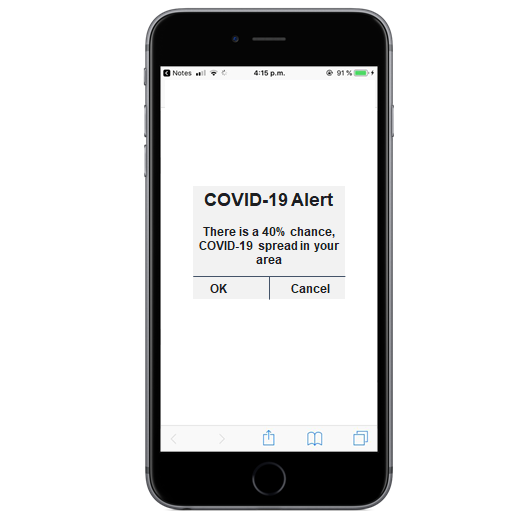 Notes 4:15 p.m. 91 %
COVID-19 Alert
There is a 40% chance,
COVID-19 spread in your
area
OK Cancel